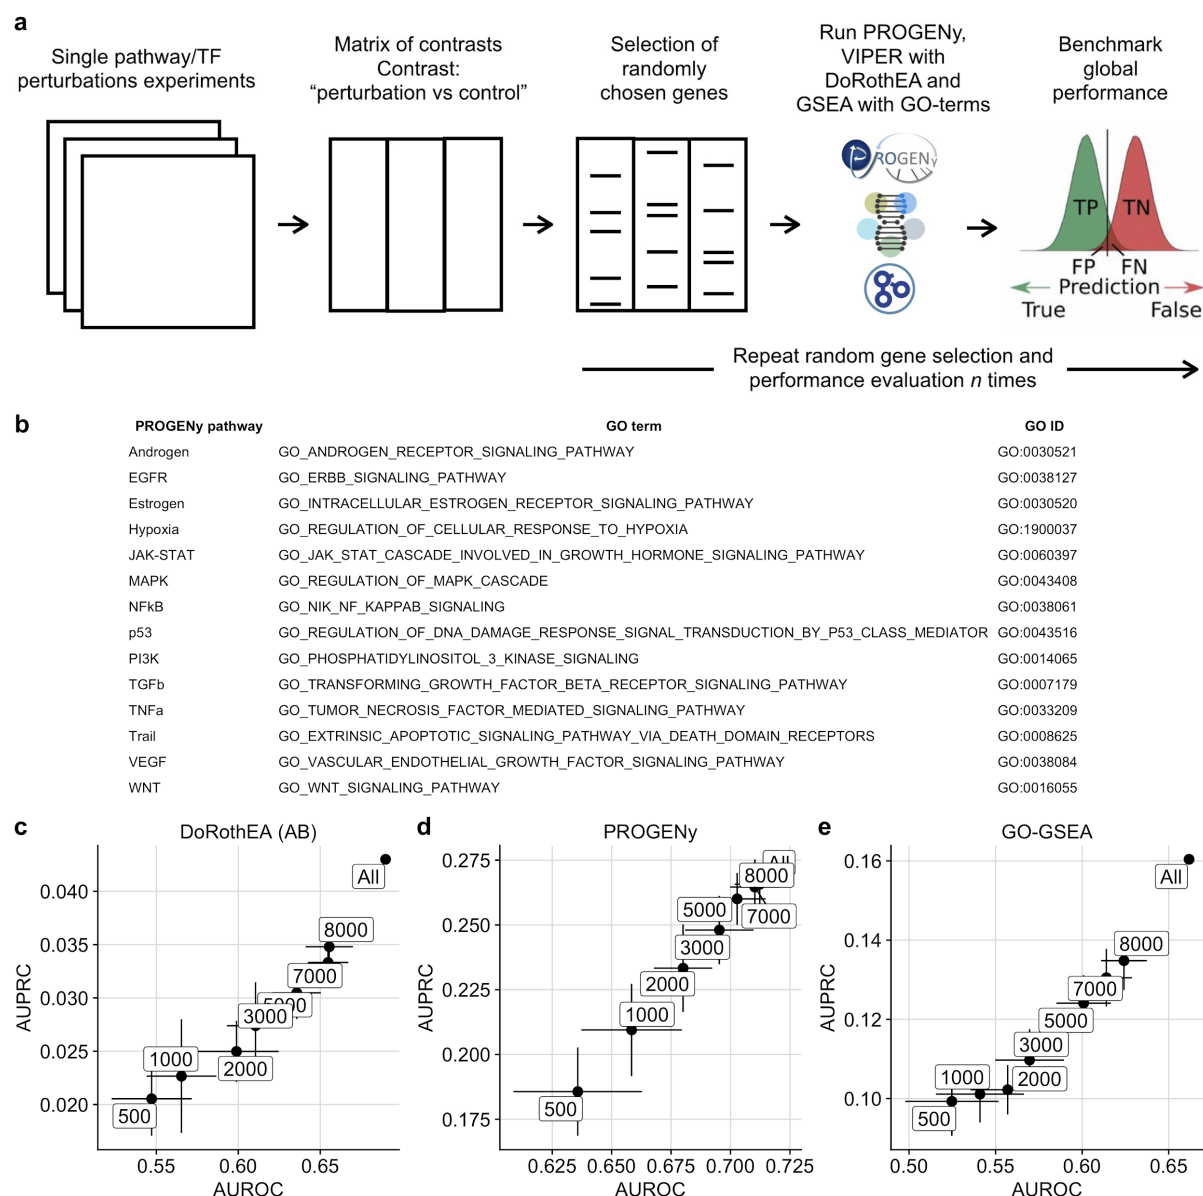 a
Single pathway/TF
perturbations experiments
Matrix of contrasts
Contrast:
“perturbation vs control”
Selection of
randomly
chosen genes
Run PROGENy,
VIPER with
DoRothEA and
GSEA with GO-terms
Benchmark
global
performance
ROGENy
TP TN
FP FN
Prediction
True False
Repeat random gene selection and
performance evaluation n times
b
PROGENy pathway GO term GO ID
Androgen GO_ANDROGEN_RECEPTOR_SIGNALING_PATHWAY GO:0030521
EGFR GO_ERBB_SIGNALING_PATHWAY GO:0038127
Estrogen GO_INTRACELLULAR_ESTROGEN_RECEPTOR_SIGNALING_PATHWAY GO:0030520
Hypoxia GO_REGULATION_OF_CELLULAR_RESPONSE_TO_HYPOXIA GO:1900037
JAK-STAT GO_JAK_STAT_CASCADE_INVOLVED_IN_GROWTH_HORMONE_SIGNALING_PATHWAY GO:0060397
MAPK GO_REGULATION_OF_MAPK_CASCADE GO:0043408
NFkB GO_NIK_NF_KAPPAB_SIGNALING GO:0038061
p53 GO_REGULATION_OF_DNA_DAMAGE_RESPONSE_SIGNAL_TRANSDUCTION_BY_P53_CLASS_MEDIATOR GO:0043516
PI3K GO_PHOSPHATIDYLINOSITOL_3_KINASE_SIGNALING GO:0014065
TGFb GO_TRANSFORMING_GROWTH_FACTOR_BETA_RECEPTOR_SIGNALING_PATHWAY GO:0007179
TNFa GO_TUMOR_NECROSIS_FACTOR_MEDIATED_SIGNALING_PATHWAY GO:0033209
Trail GO_EXTRINSIC_APOPTOTIC_SIGNALING_PATHWAY_VIA_DEATH_DOMAIN_RECEPTORS GO:0008625
VEGF GO_VASCULAR_ENDOTHELIAL_GROWTH_FACTOR_SIGNALING_PATHWAY GO:0038084
WNT GO_WNT_SIGNALING_PATHWAY GO:0016055
c
DoRothEA (AB)
AUPRC
0.040
0.035
0.030
0.025
0.020
All
8000
7000
5000
3000
2000
1000
500
0.55 0.60 0.65
AUROC
d
PROGENy
AUPRC
0.275
0.250
0.225
0.200
0.175
All
8000
7000
5000
3000
2000
1000
500
0.625 0.650 0.675 0.700 0.725
AUROC
e
GO-GSEA
AUPRC
0.16
0.14
0.12
0.10
All
8000
7000
5000
3000
2000
1000
500
0.50 0.55 0.60 0.65
AUROC